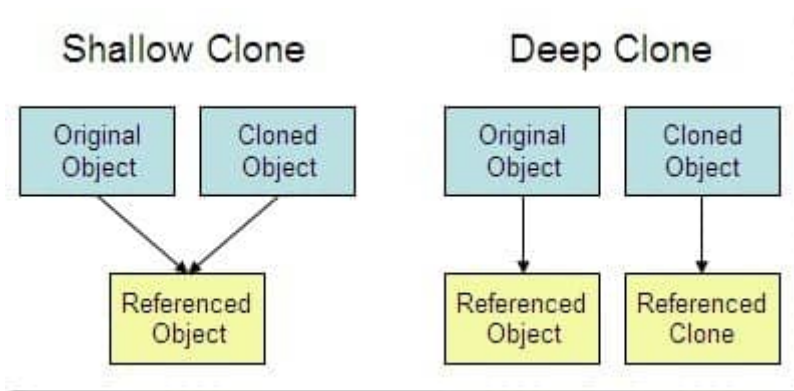 Shallow Clone
Deep Clone
Original
Object
Cloned
Object
Original
Object
Cloned
Object
Referenced
Object
Referenced
Object
Referenced
Clone